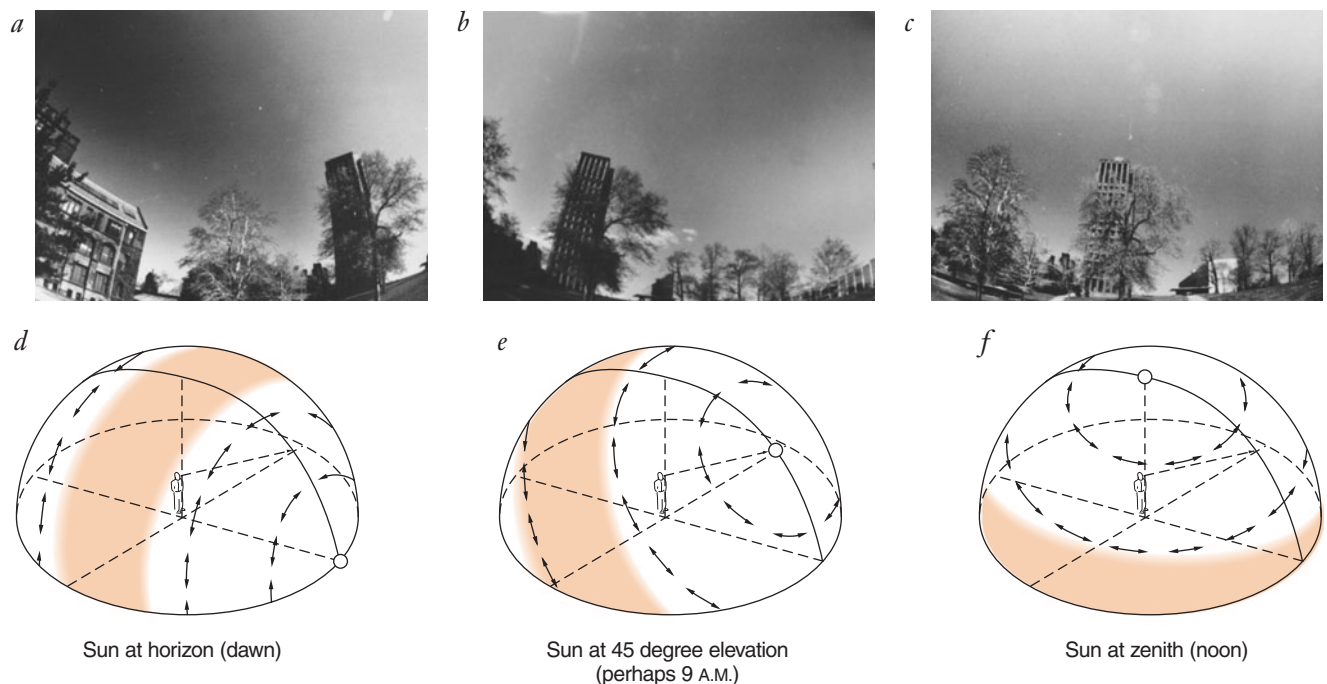 a
b
c
d
e
f
Sun at horizon (dawn)
Sun at 45 degree elevation
(perhaps 9 A.M.)
Sun at zenith (noon)